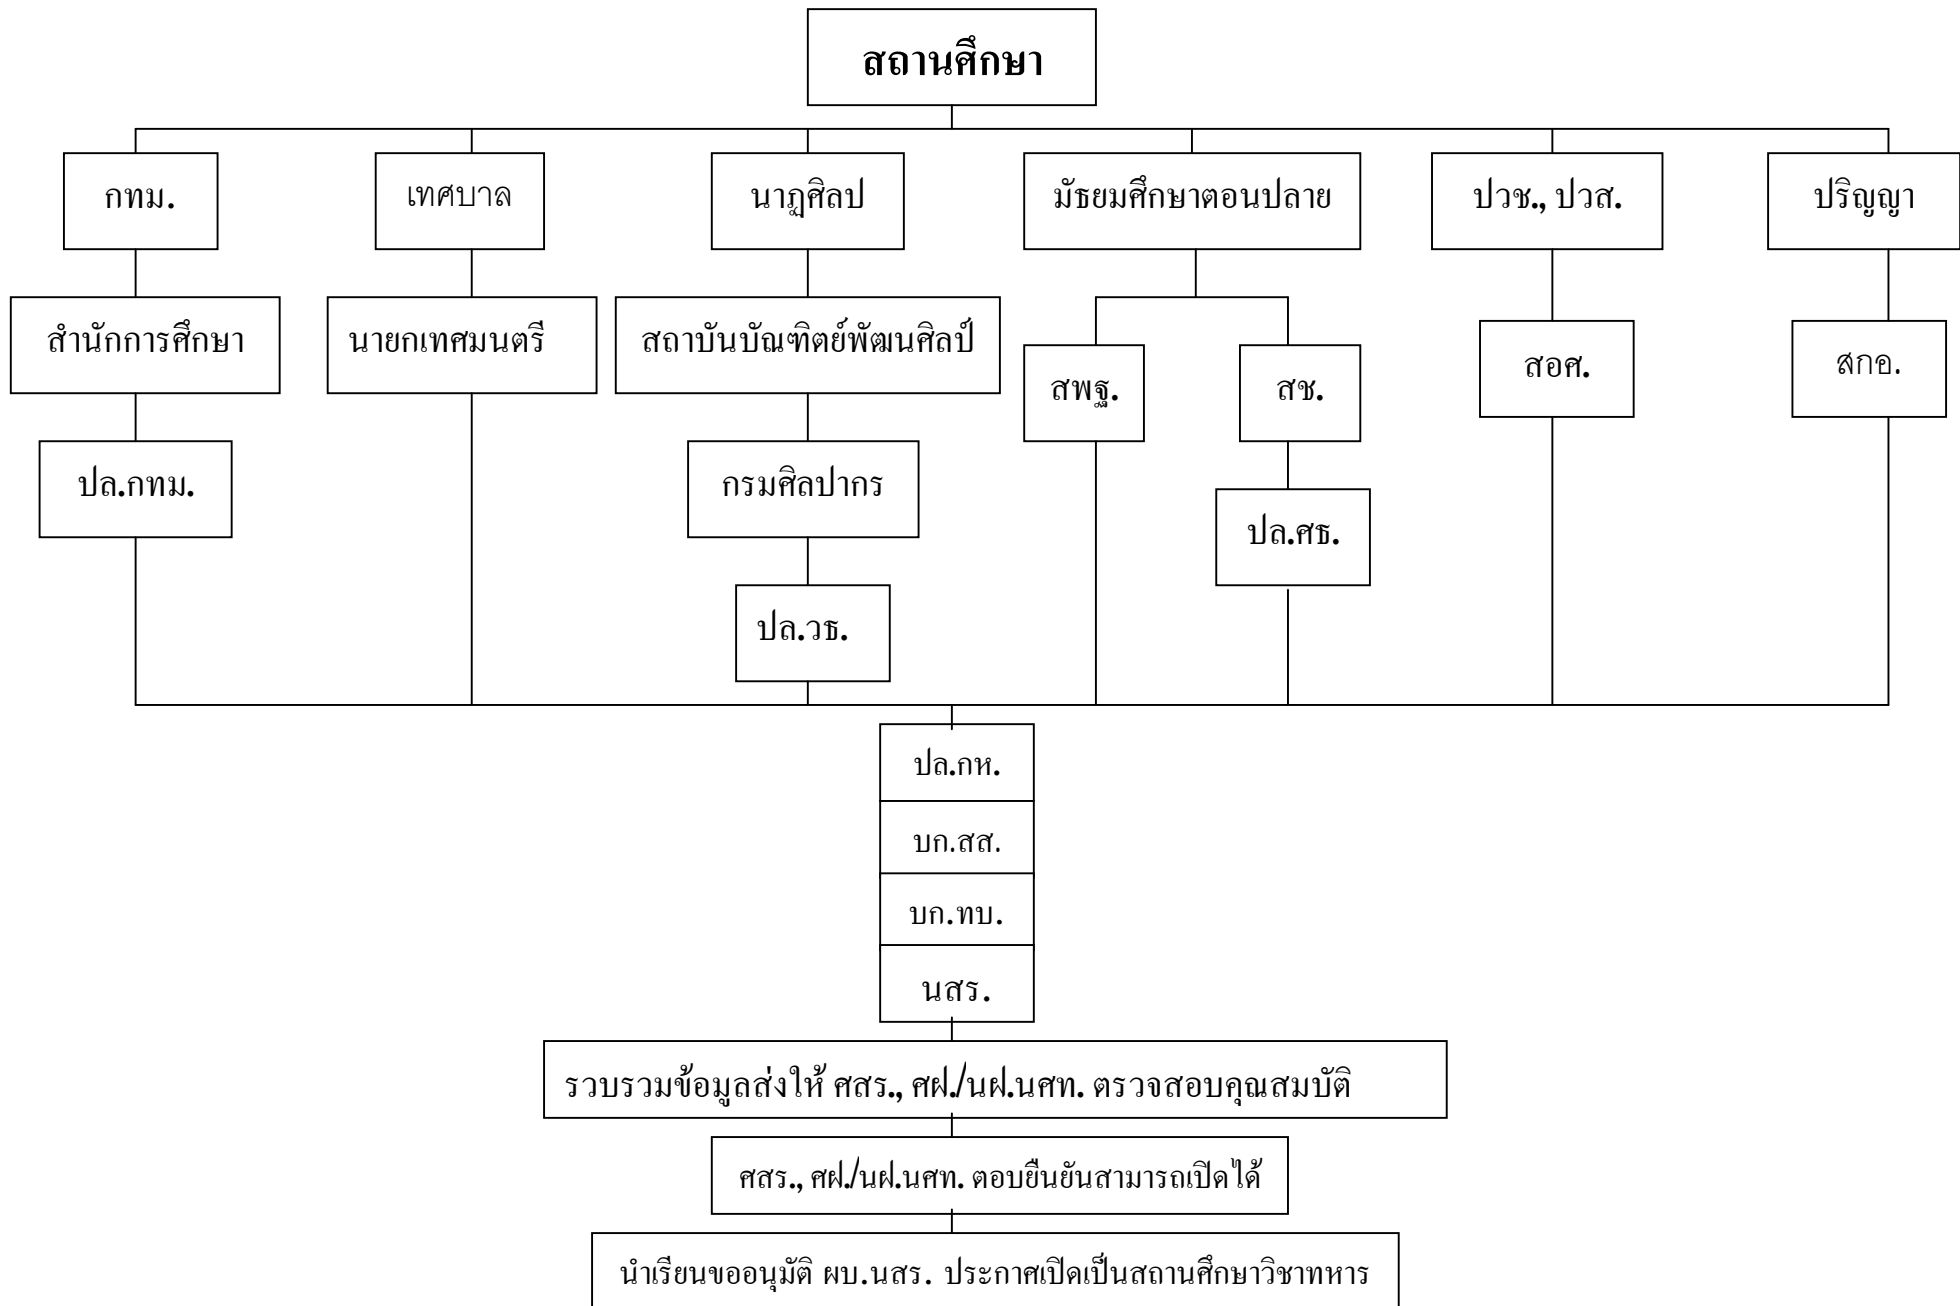 สถานศึกษา
กทม.
เทศบาล
นาฏศิลป
มัธยมศึกษาตอนปลาย
ปวช., ปวส.
ปริญญา
สำนักการศึกษา
นายกเทศมนตรี
สถาบันบัณฑิตย์พัฒนศิลป์
สพฐ.
สช.
สอศ.
สกอ.
ปล.กทม.
กรมศิลปากร
ปล.ศธ.
ปล.วธ.
ปล.กห.
บก.สส.
บก.ทบ.
นสร.
รวบรวมข้อมูลส่งให้ ศสร., ศฝ./นฝ.นศท. ตรวจสอบคุณสมบัติ
ศสร., ศฝ./นฝ.นศท. ตอบยืนยันสามารถเปิดได้
นำเรียนขออนุมัติ ผบ.นสร. ประกาศเปิดเป็นสถานศึกษาวิชาทหาร